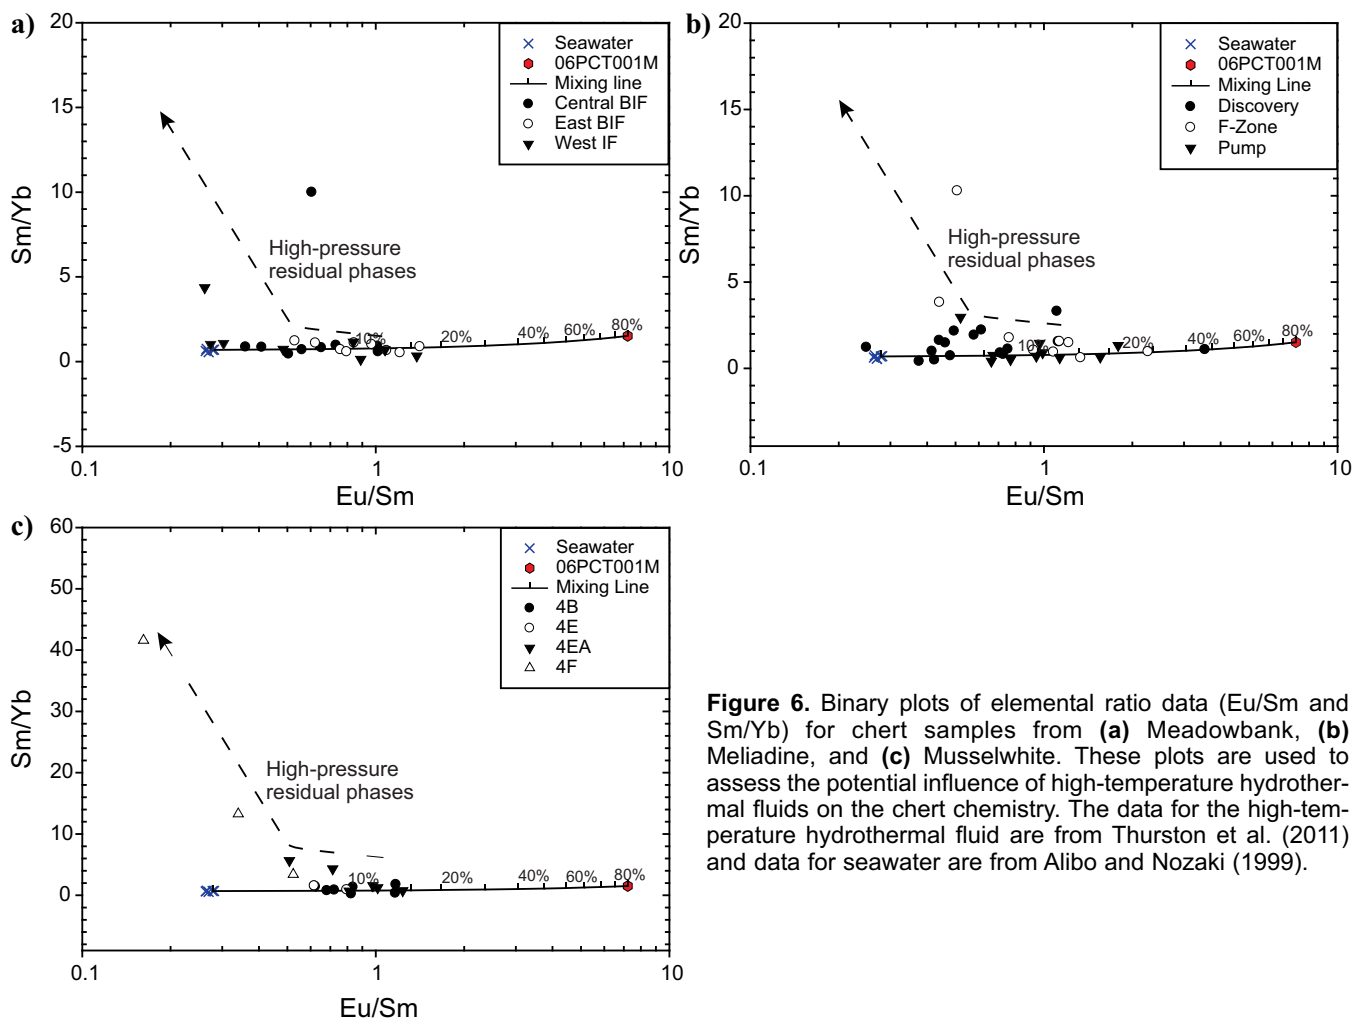 a)
20
15
10
5
0
-5
Sm/Yb
0.1
1
10
Eu/Sm
Seawater
06PCT001M
Mixing line
Central BIF
East BIF
West IF
High-pressure
residual phases
10%
20%
40%
60%
80%
b)
20
15
10
5
0
Sm/Yb
0.1
1
10
Eu/Sm
Seawater
06PCT001M
Mixing Line
Discovery
F-Zone
Pump
High-pressure
residual phases
10%
20%
40%
60%
80%
c)
60
50
40
30
20
10
0
Sm/Yb
0.1
1
10
Eu/Sm
Seawater
06PCT001M
Mixing Line
4B
4E
4EA
4F
High-pressure
residual phases
10%
20%
40%
60%
80%
Figure 6. Binary plots of elemental ratio data (Eu/Sm and
Sm/Yb) for chert samples from (a) Meadowbank, (b)
Meliadine, and (c) Musselwhite. These plots are used to
assess the potential influence of high-temperature hydrother-
mal fluids on the chert chemistry. The data for the high-tem-
perature hydrothermal fluid are from Thurston et al. (2011)
and data for seawater are from Alibo and Nozaki (1999).